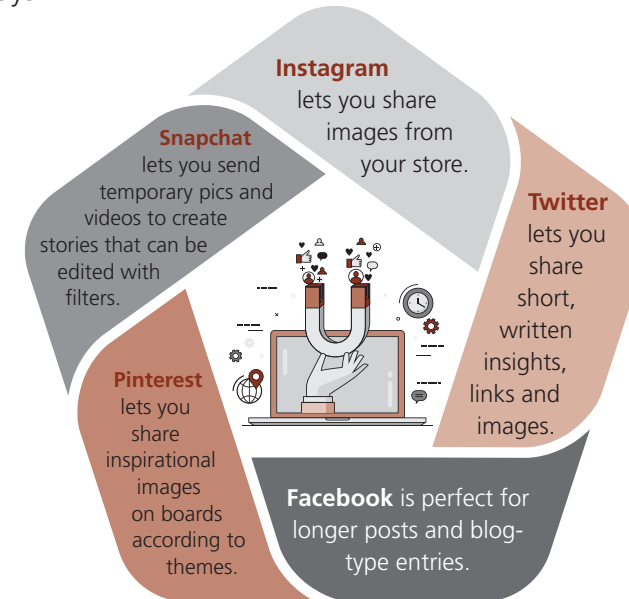 Instagram
lets you share
images from
your store.
Twitter
lets you
share
short,
written
insights,
links and
images.
Facebook is perfect for
longer posts and blog-
type entries.
Pinterest
lets you
share
inspirational
images
on boards
according to
themes.
Snapchat
lets you send
temporary pics and
videos to create
stories that can be
edited with
filters.